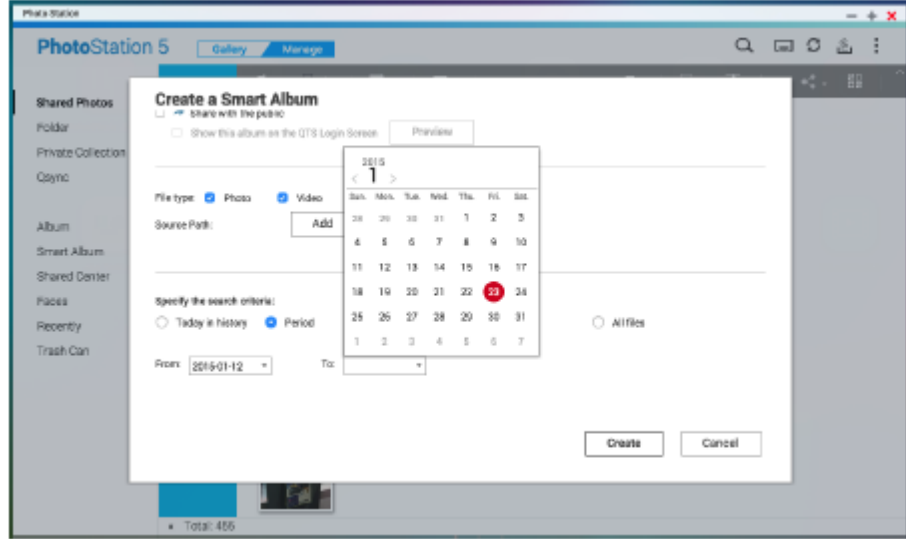 Photo Station
PhotoStation 5
Gallery
Manage
Shared Photos
Folder
Private Collection
Qsync
Album
Smart Album
Shared Center
Faces
Recently
Trash Can
Create a Smart Album
Share with the public
Show this album on the QTS Login Screen
Preview
File type:
Photo
Video
Source Path:
Add
2015
< 1 >
Sun. Mon. Tue. Wed. Thu. Fri. Sat.
28 29 30 31 1 2 3
4 5 6 7 8 9 10
11 12 13 14 15 16 17
18 19 20 21 22 23 24
25 26 27 28 29 30 31
1 2 3 4 5 6 7
Specify the search criteria:
Today in history
Period
All files
From:
2015-01-12
To:
Create
Cancel
Total: 466